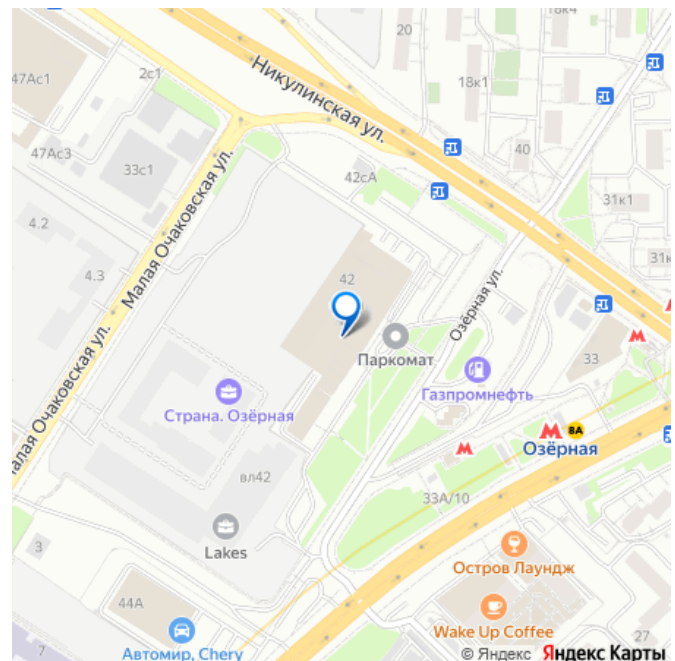 18к4
20
47Ас1
2с1
Никулинская ул.
18к1
47Ас3
33с1
40
42сА
31к1
4.2
Малая Очаковская ул.
42
4.3
31к
Озёрная ул.
Паркомат
33
Газпромнефть
Страна. Озёрная
8А
Озёрная
Малая Очаковская ул.
вл42
33А/10
Lakes
3
Остров Лаундж
44А
Wake Up Coffee
27
7
Автомир, Chery
© Яндекс Яндекс Карты